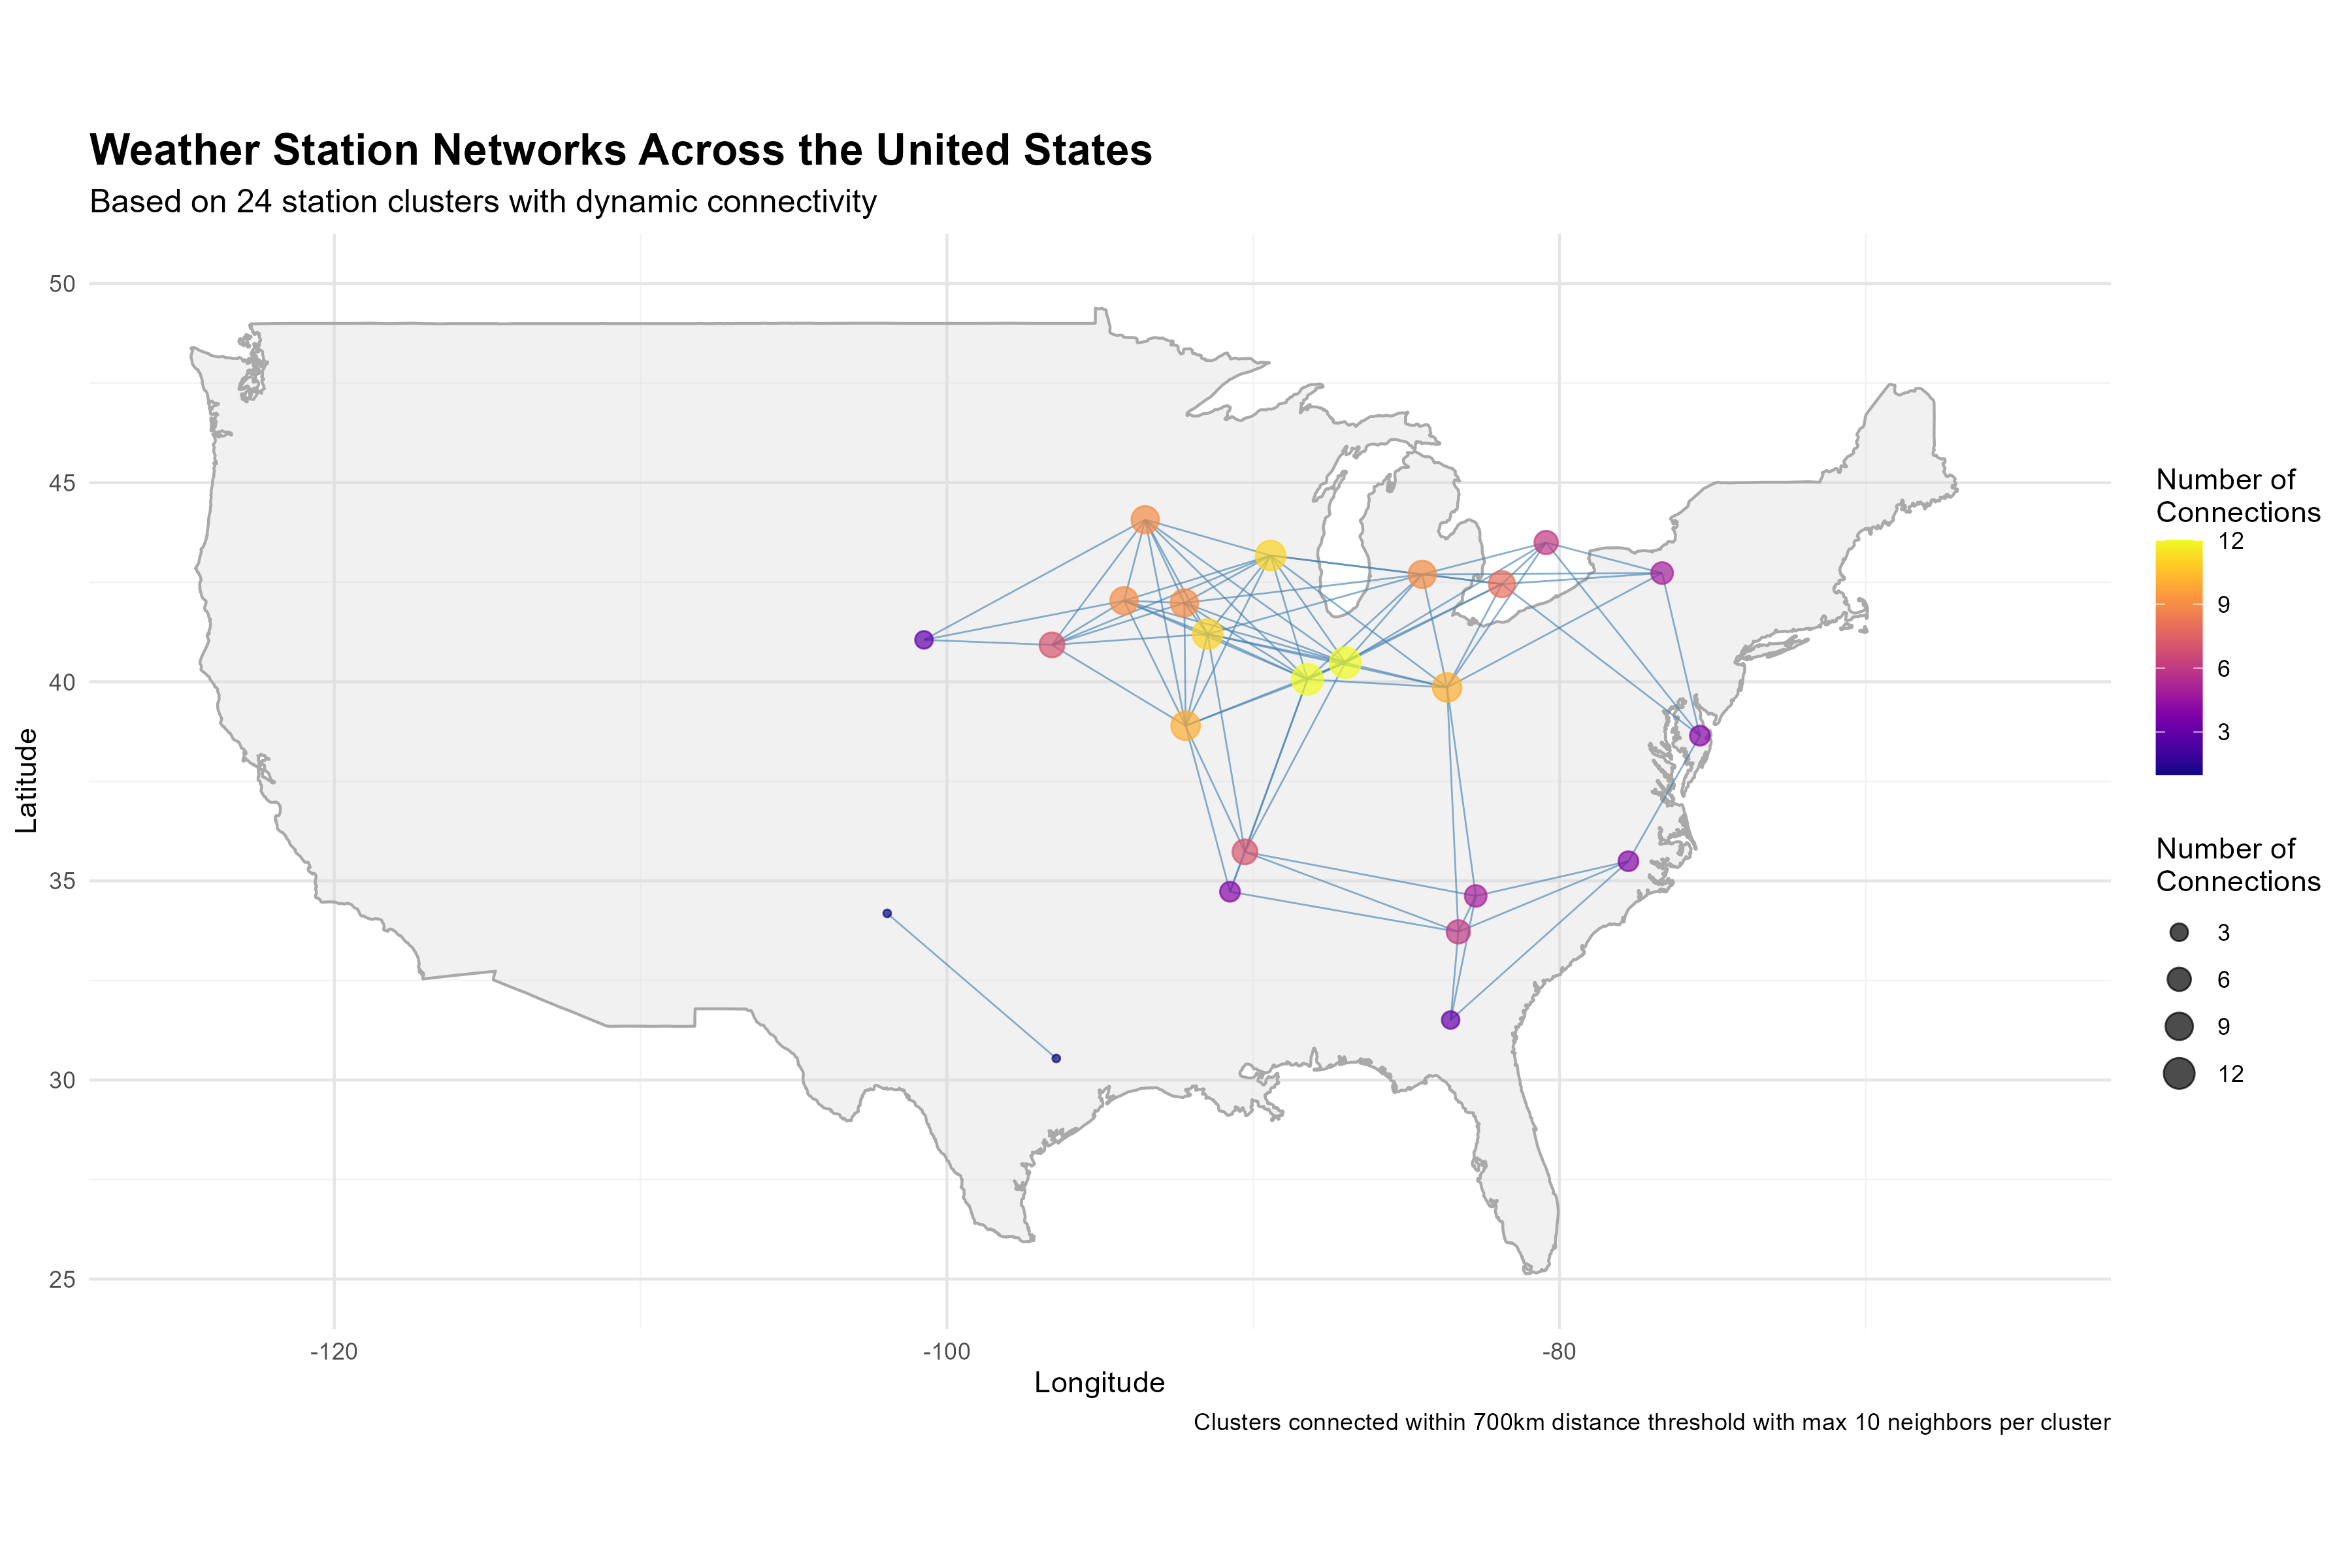 Weather Station Networks Across the United States
Based on 24 station clusters with dynamic connectivity
50
45
40
35
30
25
Latitude
-120
-100
-80
Longitude
Clusters connected within 700km distance threshold with max 10 neighbors per cluster
Number of
Connections
12
9
6
3
Number of
Connections
3
6
9
12